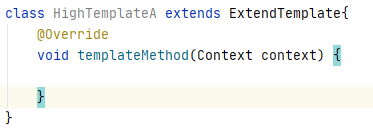 class HighTemplateA extends ExtendTemplate{
    @Override
    void templateMethod(Context context) {

    }
}